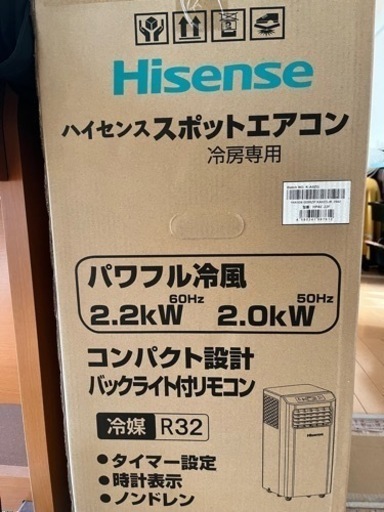 Hisense
ハイセンス スポットエアコン
冷房専用
パワフル冷風
60Hz 50Hz
2.2kW 2.0kW
コンパクト設計
バックライト付リモコン
冷媒 R32
● タイマー設定
● 時計表示
● ノンドレン
Hisense